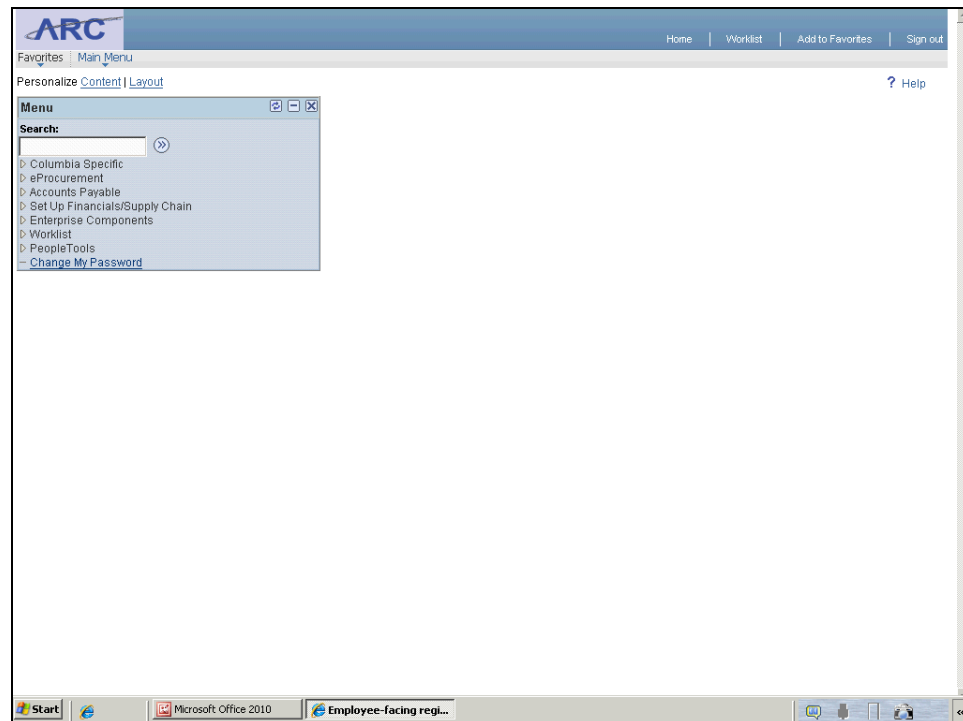 ARC
Home | Worklist | Add to Favorites | Sign out
Favorites Main Menu
Personalize Content | Layout
? Help
Menu
Search:
Columbia Specific
eProcurement
Accounts Payable
Set Up Financials/Supply Chain
Enterprise Components
Worklist
PeopleTools
Change My Password
Start Microsoft Office 2010 Employee-facing regi...